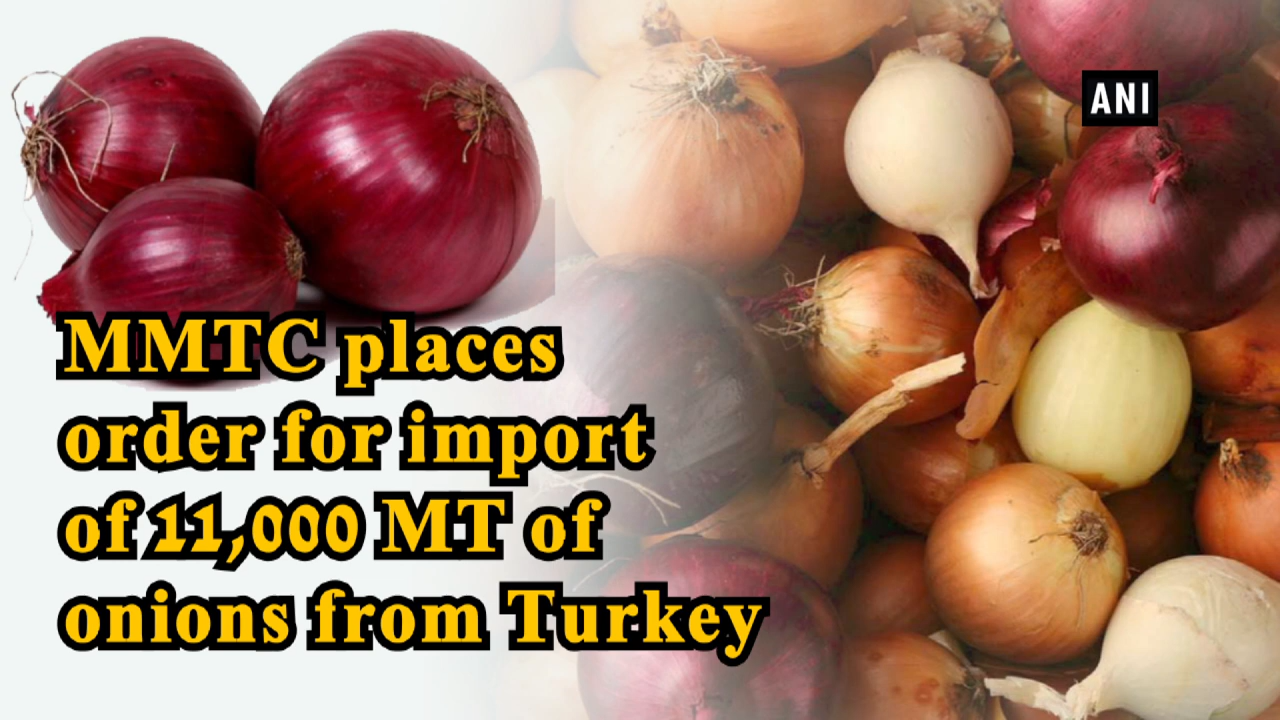 ANI
MMTC places
order for import
of 11,000 MT of
onions from Turkey